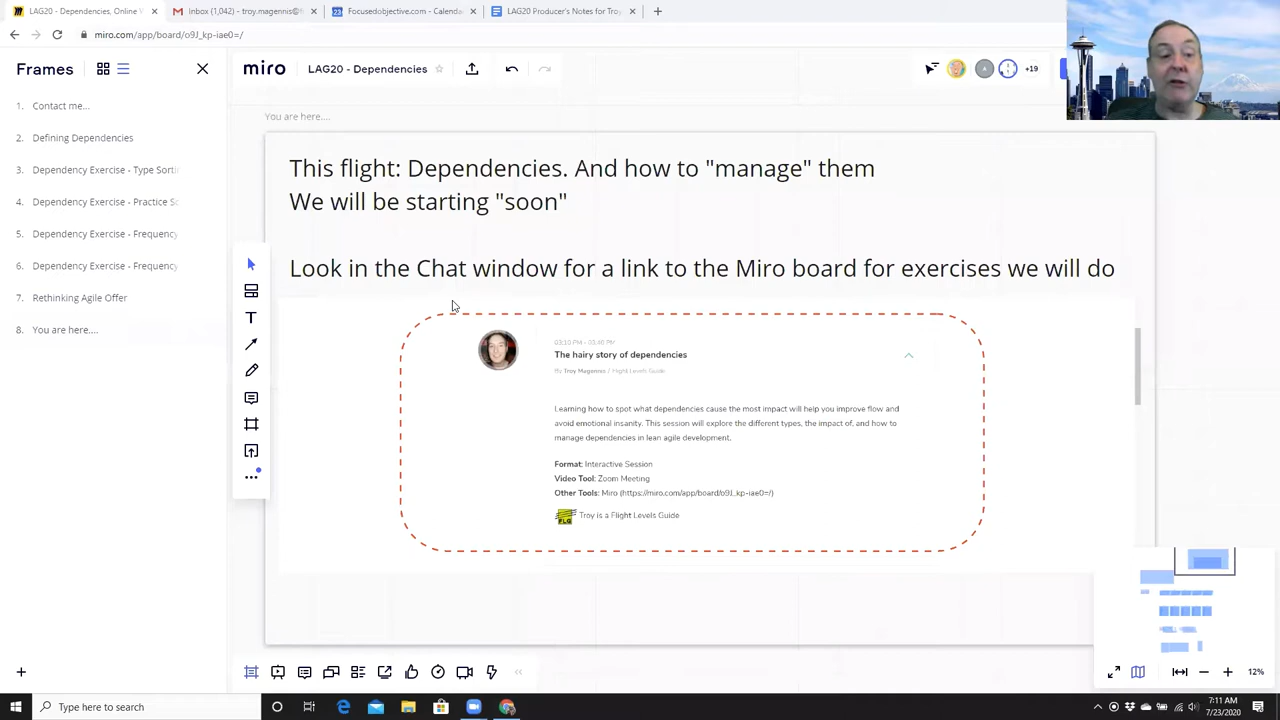 LAG20 - Dependencies, Online W
Inbox (1,042) - troy.magennis@f
Focusedobjective.com - Calenda
LAG20 Producer's Notes for Troy
miro.com/app/board/o9J_kp-iae0=/
Frames
miro
LAG20 - Dependencies
+19
1. Contact me...
2. Defining Dependencies
3. Dependency Exercise - Type Sorti
4. Dependency Exercise - Practice Sc
5. Dependency Exercise - Frequency
6. Dependency Exercise - Frequency
7. Rethinking Agile Offer
8. You are here....
You are here....
This flight: Dependencies. And how to "manage" them
We will be starting "soon"
Look in the Chat window for a link to the Miro board for exercises we will do
03:10 PM - 03:40 PM
The hairy story of dependencies
By Troy Magennis / Flight Levels Guide
Learning how to spot what dependencies cause the most impact will help you improve flow and
avoid emotional insanity. This session will explore the different types, the impact of, and how to
manage dependencies in lean agile development.
Format: Interactive Session
Video Tool: Zoom Meeting
Other Tools: Miro (https://miro.com/app/board/o9J_kp-iae0=/)
FLG
Troy is a Flight Levels Guide
12%
Type here to search
7:11 AM
7/23/2020